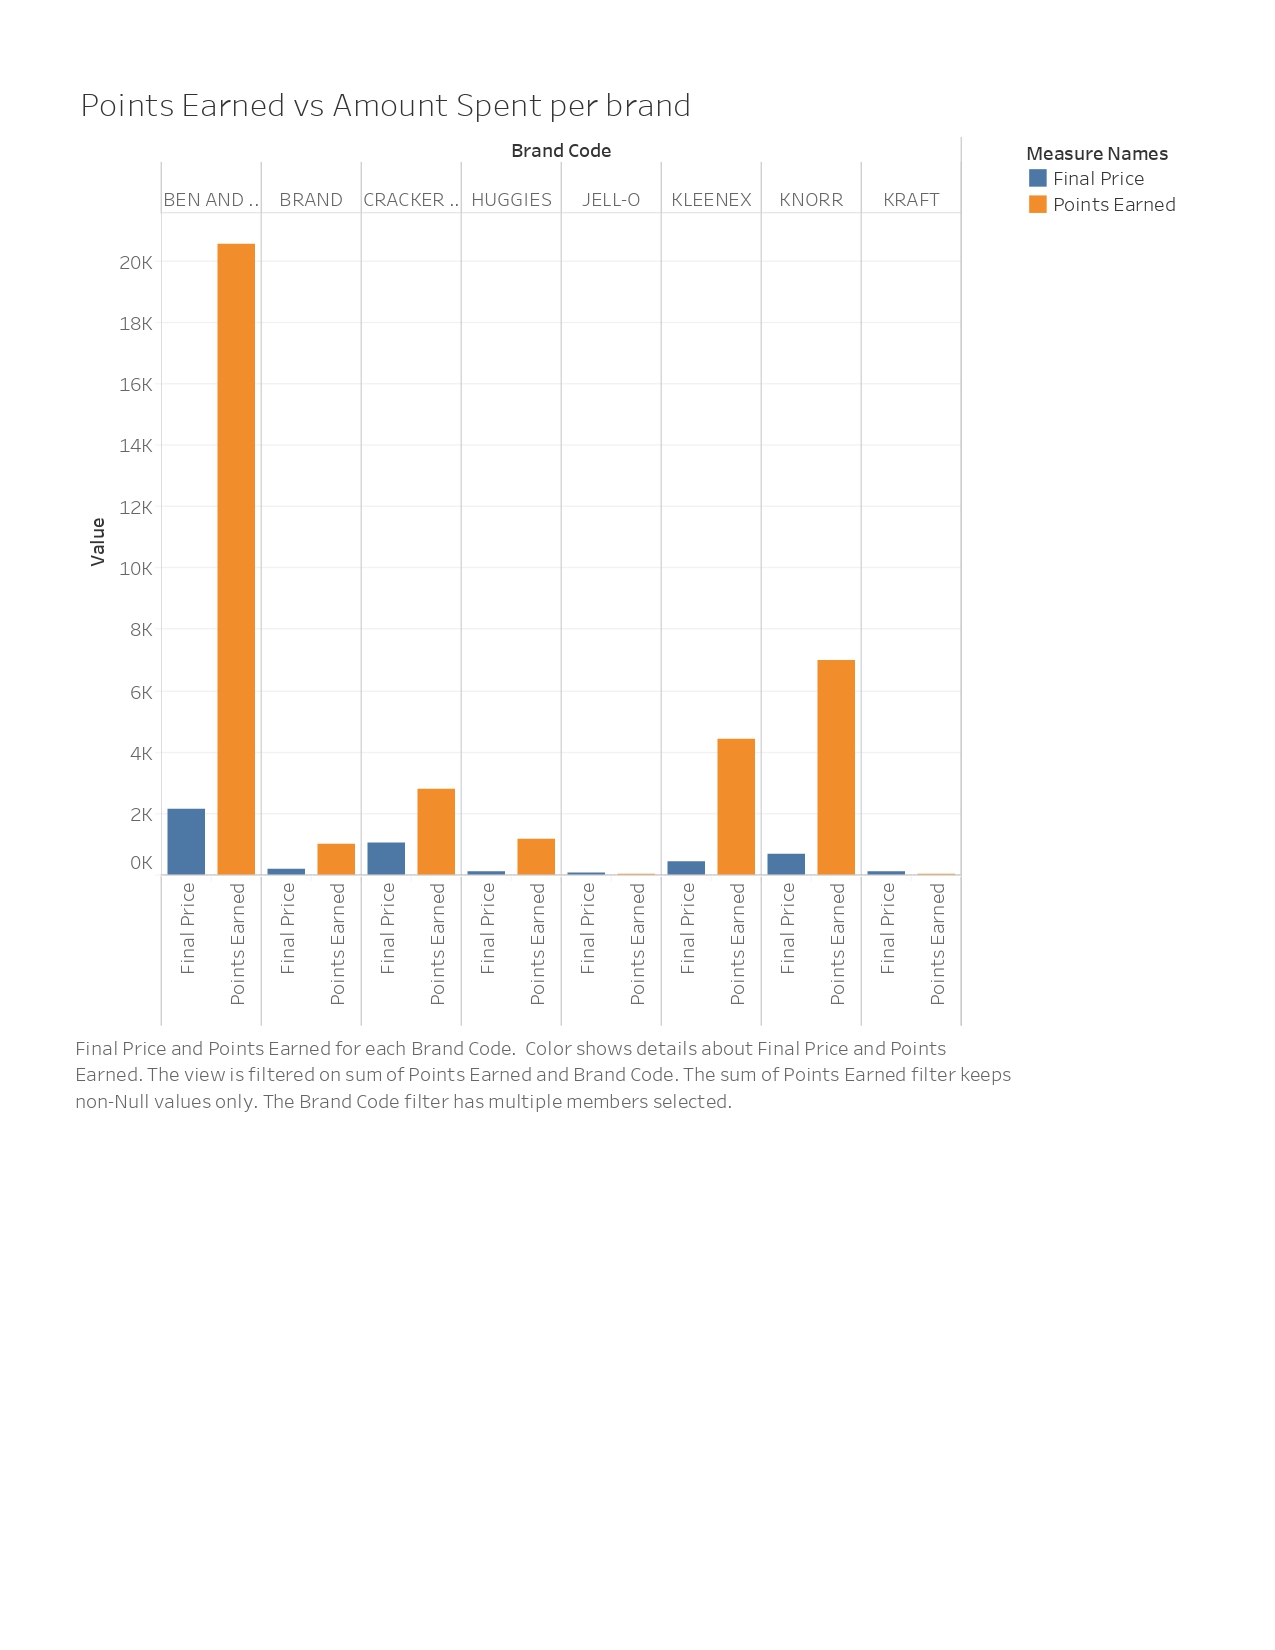 Points Earned vs Amount Spent per brand
Brand Code
BEN AND .. BRAND CRACKER .. HUGGIES JELL-O KLEENEX KNORR KRAFT
Measure Names
Final Price
Points Earned
20K
18K
16K
14K
12K
10K
8K
6K
4K
2K
0K
Value
Final Price Points Earned Final Price Points Earned Final Price Points Earned Final Price Points Earned Final Price Points Earned Final Price Points Earned Final Price Points Earned Final Price Points Earned
Final Price and Points Earned for each Brand Code.  Color shows details about Final Price and Points
Earned. The view is filtered on sum of Points Earned and Brand Code. The sum of Points Earned filter keeps
non-Null values only. The Brand Code filter has multiple members selected.